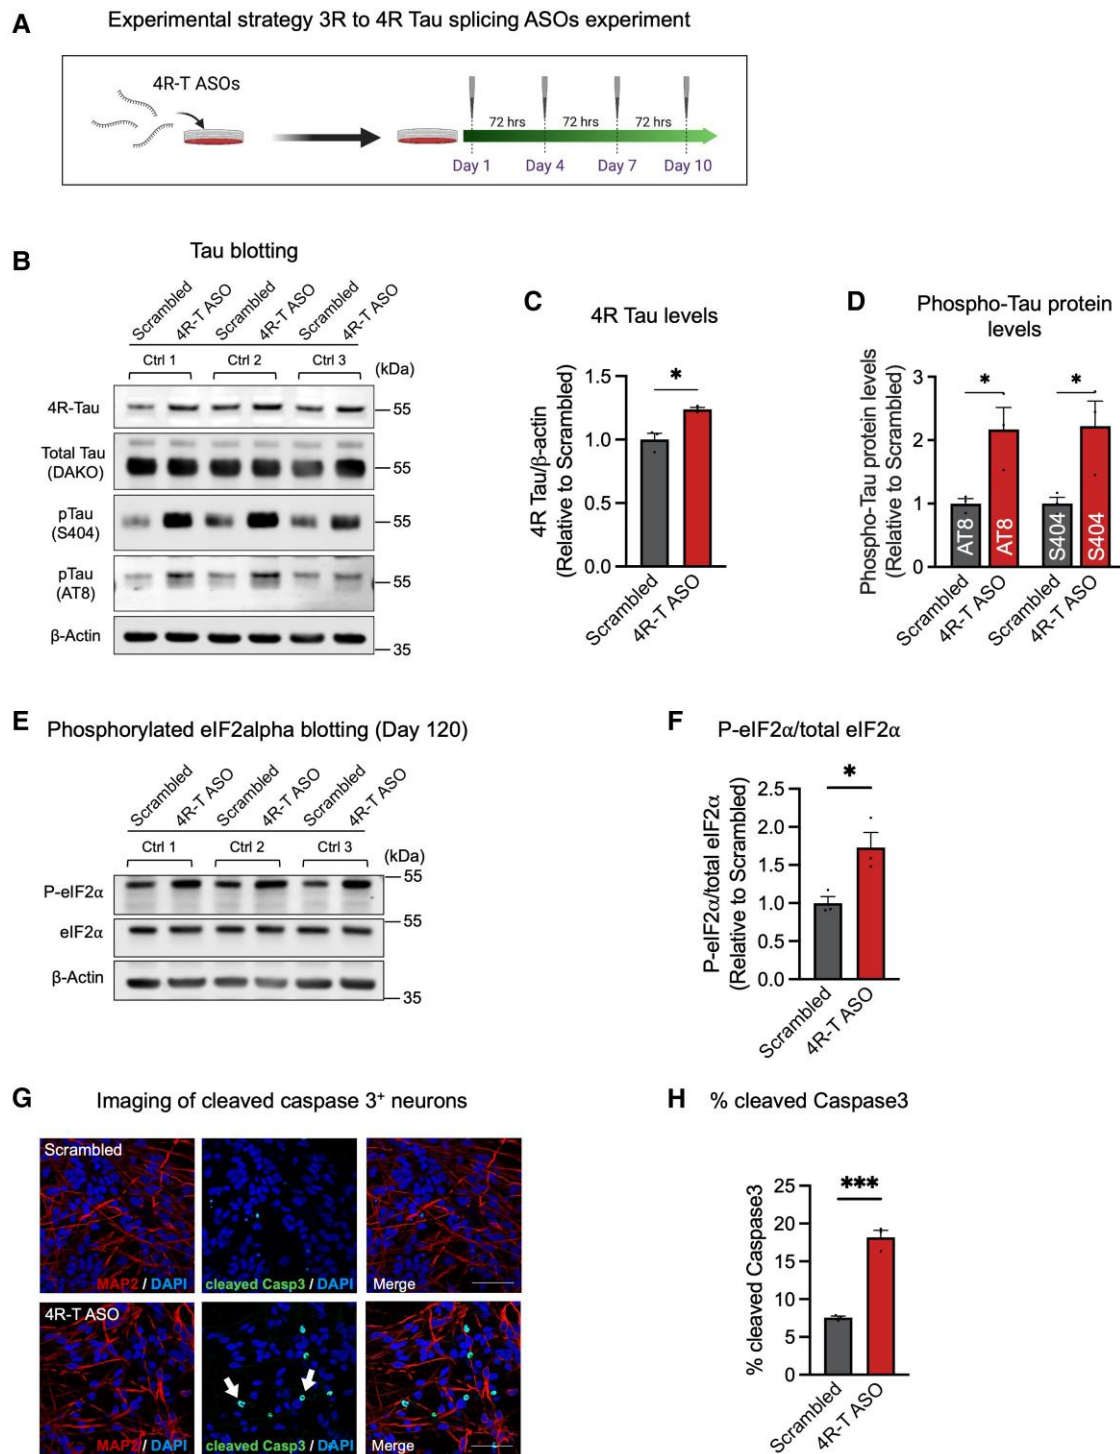 A
Experimental strategy 3R to 4R Tau splicing ASOs experiment
4R-T ASOs
72 hrs
72 hrs
72 hrs
Day 1
Day 4
Day 7
Day 10
B
Tau blotting
Scrambled
4R-T ASO
Scrambled
4R-T ASO
Scrambled
4R-T ASO
Ctrl 1
Ctrl 2
Ctrl 3
(kDa)
4R-Tau
55
Total Tau
(DAKO)
55
pTau
(S404)
55
pTau
(AT8)
55
β-Actin
35
C
4R Tau levels
4R Tau/β-actin
(Relative to Scrambled)
1.5
1.0
0.5
0.0
*
Scrambled
4R-T ASO
D
Phospho-Tau protein
levels
Phospho-Tau protein levels
(Relative to Scrambled)
3
2
1
0
*
*
AT8
AT8
S404
S404
Scrambled
4R-T ASO
Scrambled
4R-T ASO
E
Phosphorylated eIF2alpha blotting (Day 120)
Scrambled
4R-T ASO
Scrambled
4R-T ASO
Scrambled
4R-T ASO
Ctrl 1
Ctrl 2
Ctrl 3
(kDa)
P-eIF2α
55
eIF2α
55
β-Actin
35
F
P-eIF2α/total eIF2α
P-eIF2α/total eIF2α
(Relative to Scrambled)
2.5
2.0
1.5
1.0
0.5
0.0
*
Scrambled
4R-T ASO
G
Imaging of cleaved caspase 3+ neurons
Scrambled
MAP2 / DAPI
cleaved Casp3 / DAPI
Merge
4R-T ASO
MAP2 / DAPI
cleaved Casp3 / DAPI
Merge
H
% cleaved Caspase3
% cleaved Caspase3
25
20
15
10
5
0
***
Scrambled
4R-T ASO